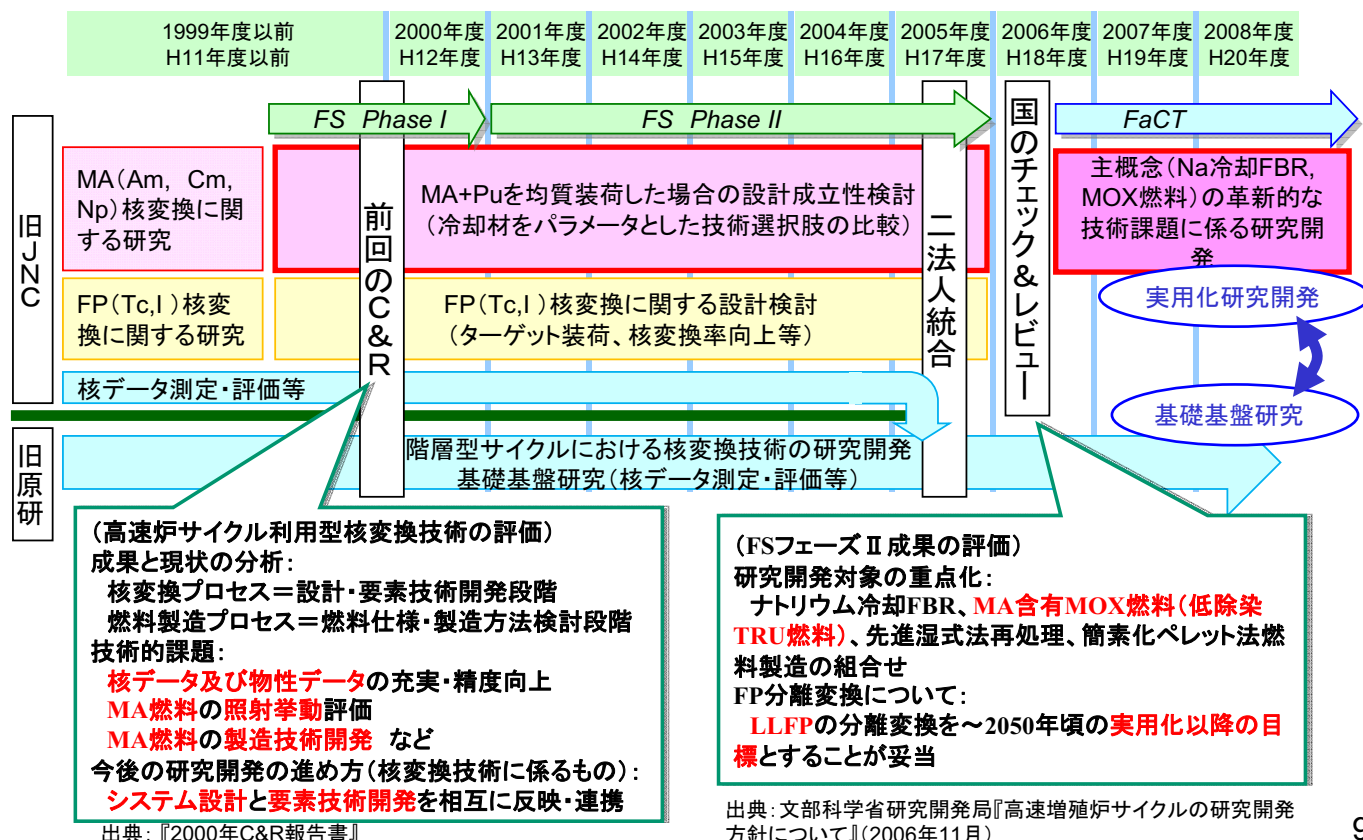 1999年度以前
H11年度以前
2000年度
H12年度
2001年度
H13年度
2002年度
H14年度
2003年度
H15年度
2004年度
H16年度
2005年度
H17年度
2006年度
H18年度
2007年度
H19年度
2008年度
H20年度
FS Phase I
FS Phase II
FaCT
旧JNC
MA(Am, Cm,
Np)核変換に関
する研究
前回のC&R
MA+Puを均質装荷した場合の設計成立性検討
(冷却材をパラメータとした技術選択肢の比較)
二法人統合
国のチェック&レビュー
主概念(Na冷却FBR,
MOX燃料)の革新的な
技術課題に係る研究開
発
FP(Tc,I)核変
換に関する研究
FP(Tc,I)核変換に関する設計検討
(ターゲット装荷、核変換率向上等)
実用化研究開発
核データ測定・評価等
基礎基盤研究
旧原研
階層型サイクルにおける核変換技術の研究開発
基礎基盤研究(核データ測定・評価等)
(高速炉サイクル利用型核変換技術の評価)
成果と現状の分析:
核変換プロセス=設計・要素技術開発段階
燃料製造プロセス=燃料仕様・製造方法検討段階
技術的課題:
核データ及び物性データの充実・精度向上
MA燃料の照射挙動評価
MA燃料の製造技術開発 など
今後の研究開発の進め方(核変換技術に係るもの):
システム設計と要素技術開発を相互に反映・連携
出典:『2000年C&R報告書』
(FSフェーズⅡ成果の評価)
研究開発対象の重点化:
ナトリウム冷却FBR、MA含有MOX燃料(低除染
TRU燃料)、先進湿式法再処理、簡素化ペレット法燃
料製造の組合せ
FP分離変換について:
LLFPの分離変換を~2050年頃の実用化以降の目
標とすることが妥当
出典:文部科学省研究開発局『高速増殖炉サイクルの研究開発
方針について』(2006年11月)
9